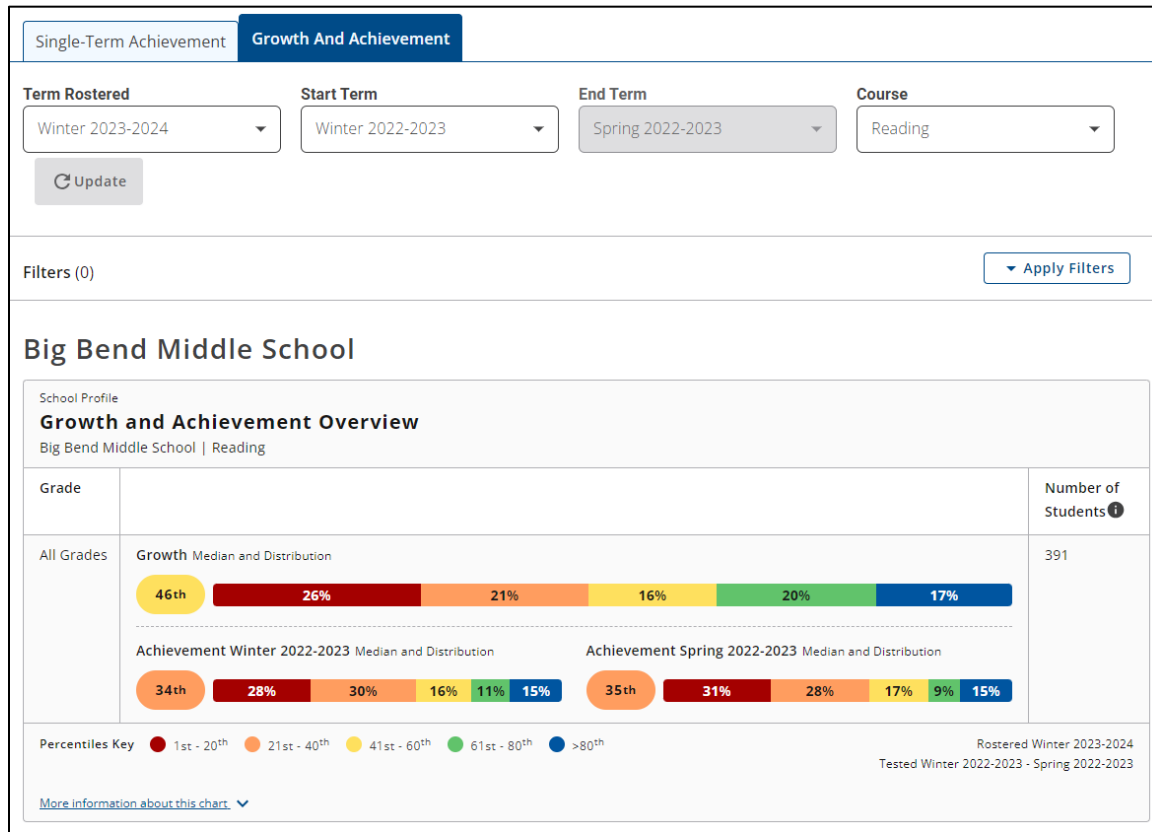 Single-Term Achievement
Growth And Achievement
Term Rostered
Start Term
End Term
Course
Winter 2023-2024
Winter 2022-2023
Spring 2022-2023
Reading
Update
Filters (0)
Apply Filters
Big Bend Middle School
School Profile
Growth and Achievement Overview
Big Bend Middle School | Reading
Grade
Number of
Students
All Grades
Growth Median and Distribution
391
46th
26%
21%
16%
20%
17%
Achievement Winter 2022-2023 Median and Distribution
Achievement Spring 2022-2023 Median and Distribution
34th
28%
30%
16%
11%
15%
35th
31%
28%
17%
9%
15%
Percentiles Key
1st - 20th
21st - 40th
41st - 60th
61st - 80th
>80th
Rostered Winter 2023-2024
Tested Winter 2022-2023 - Spring 2022-2023
More information about this chart